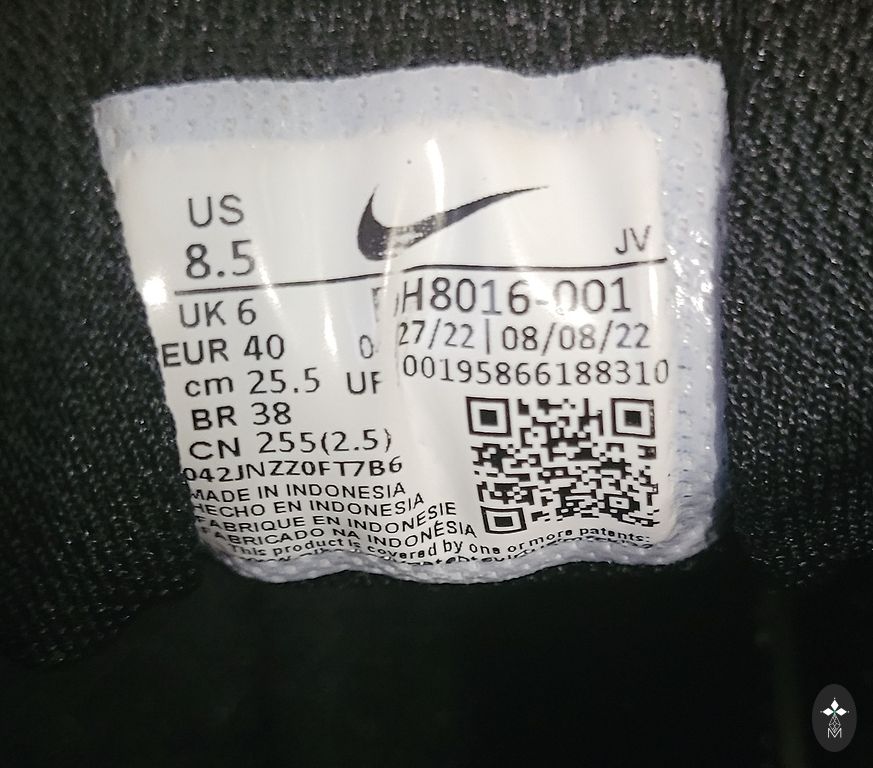 US
8.5
JV
UK 6
H8016-001
EUR 40
27/22 | 08/08/22
cm 25.5
00195866188310
BR 38
CN 255(2.5)
042JNZZ0FT7B6
MADE IN INDONESIA
HECHO EN INDONESIA
FABRIQUE EN INDONÉSIE
FABRICADO NA INDONÉSIA
This product is covered by one or more patents:
M